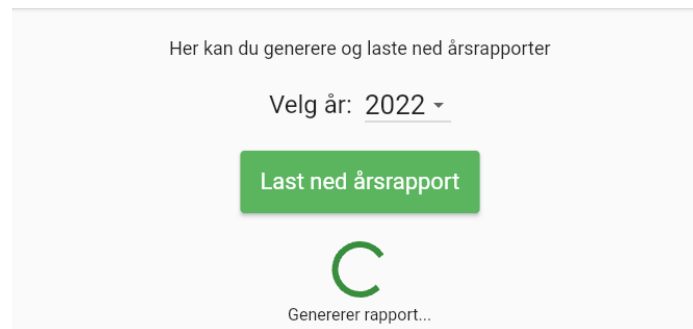 Her kan du generere og laste ned årsrapporter
Velg år: 2022
Last ned årsrapport
Genererer rapport...